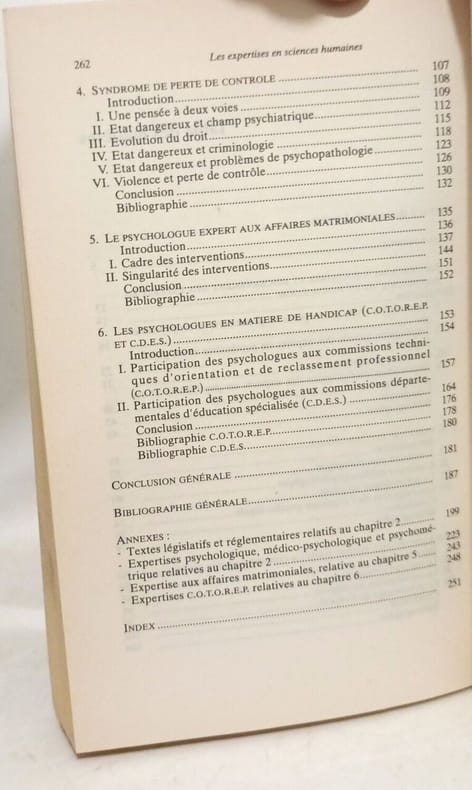 262 Les expertises en sciences humaines
4. SYNDROME DE PERTE DE CONTROLE ........ 107
Introduction ........ 108
I. Une pensée à deux voies ........ 109
II. Etat dangereux et champ psychiatrique ........ 112
III. Evolution du droit ........ 115
IV. Etat dangereux et criminologie ........ 118
V. Etat dangereux et problèmes de psychopathologie ........ 123
VI. Violence et perte de contrôle ........ 126
Conclusion ........ 130
Bibliographie ........ 132
5. LE PSYCHOLOGUE EXPERT AUX AFFAIRES MATRIMONIALES ........ 135
Introduction ........ 136
I. Cadre des interventions ........ 137
II. Singularité des interventions ........ 144
Conclusion ........ 151
Bibliographie ........ 152
6. LES PSYCHOLOGUES EN MATIERE DE HANDICAP (C.O.T.O.R.E.P.
ET C.D.E.S.) ........ 153
Introduction ........ 154
I. Participation des psychologues aux commissions techni-
ques d'orientation et de reclassement professionnel
(C.O.T.O.R.E.P.) ........ 157
II. Participation des psychologues aux commissions départe-
mentales d'éducation spécialisée (C.D.E.S.) ........ 164
Conclusion ........ 176
Bibliographie C.O.T.O.R.E.P. ........ 178
Bibliographie C.D.E.S. ........ 180
CONCLUSION GÉNÉRALE ........ 181
BIBLIOGRAPHIE GÉNÉRALE ........ 187
ANNEXES :
- Textes législatifs et réglementaires relatifs au chapitre 2 ........ 199
- Expertises psychologique, médico-psychologique et psychomé-
trique relatives au chapitre 2 ........ 223
- Expertise aux affaires matrimoniales, relative au chapitre 5 ........ 243
- Expertises C.O.T.O.R.E.P. relatives au chapitre 6 ........ 248
INDEX ........ 251